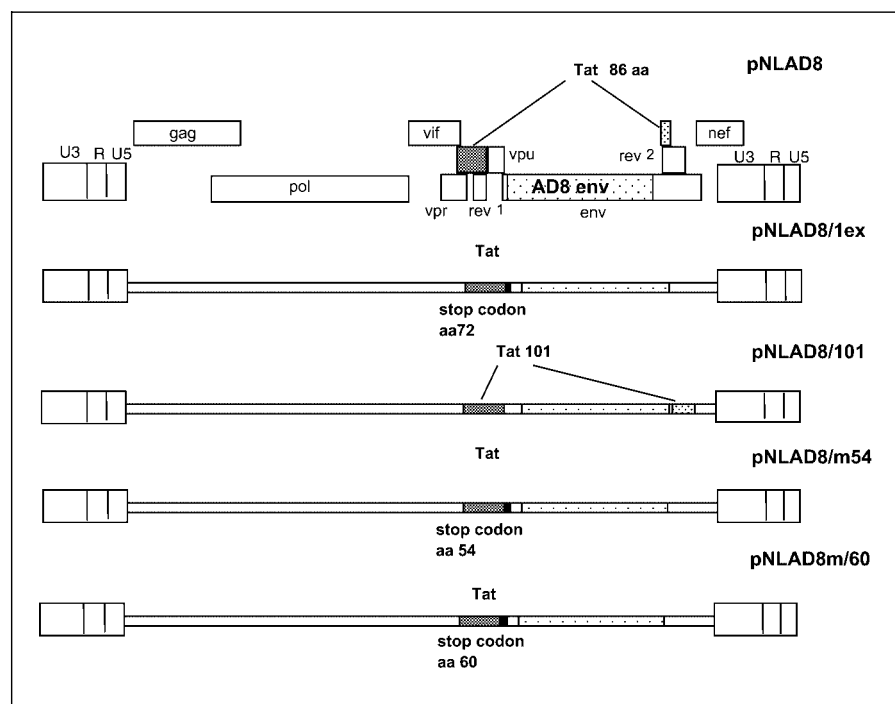 pNLAD8
Tat 86 aa
gag
vif
nef
U3 R U5
vpu
rev 2
U3 R U5
pol
AD8 env
vpr
rev 1
env
pNLAD8/1ex
Tat
stop codon
aa72
pNLAD8/101
Tat 101
pNLAD8/m54
Tat
stop codon
aa 54
pNLAD8m/60
Tat
stop codon
aa 60